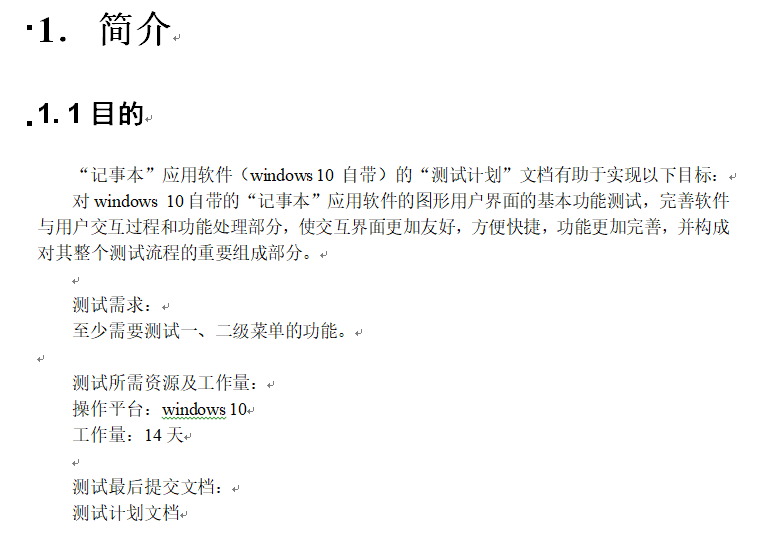 1. 简介
1.1目的
“记事本”应用软件（windows 10 自带）的“测试计划”文档有助于实现以下目标：
对 windows 10自带的“记事本”应用软件的图形用户界面的基本功能测试，完善软件
与用户交互过程和功能处理部分，使交互界面更加友好，方便快捷，功能更加完善，并构成
对其整个测试流程的重要组成部分。
测试需求：
至少需要测试一、二级菜单的功能。
测试所需资源及工作量：
操作平台：windows 10
工作量：14 天
测试最后提交文档：
测试计划文档